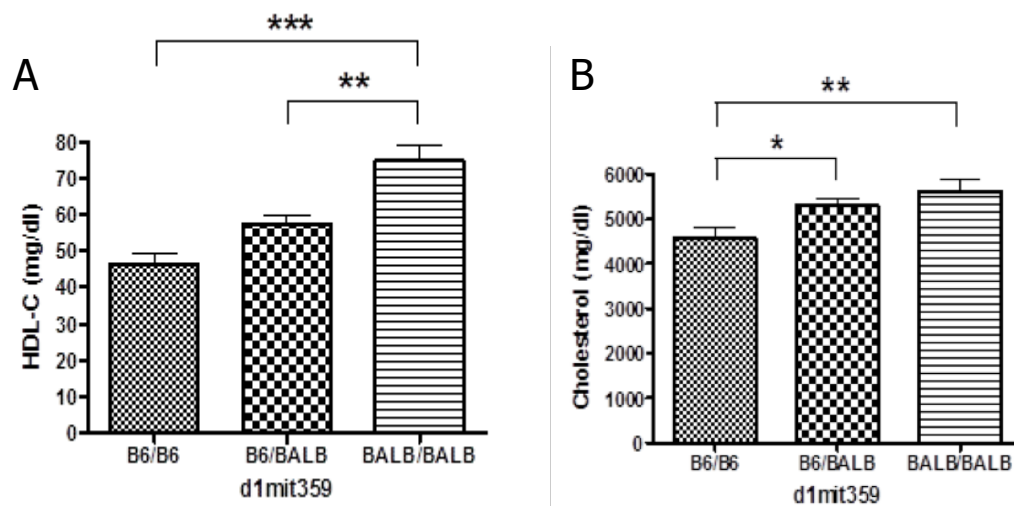 A
***
**
HDL-C (mg/dl)
80
70
60
50
40
30
20
10
0
B6/B6 B6/BALB BALB/BALB
d1mit359
B
**
*
Cholesterol (mg/dl)
6000
5000
4000
3000
2000
1000
0
B6/B6 B6/BALB BALB/BALB
d1mit359